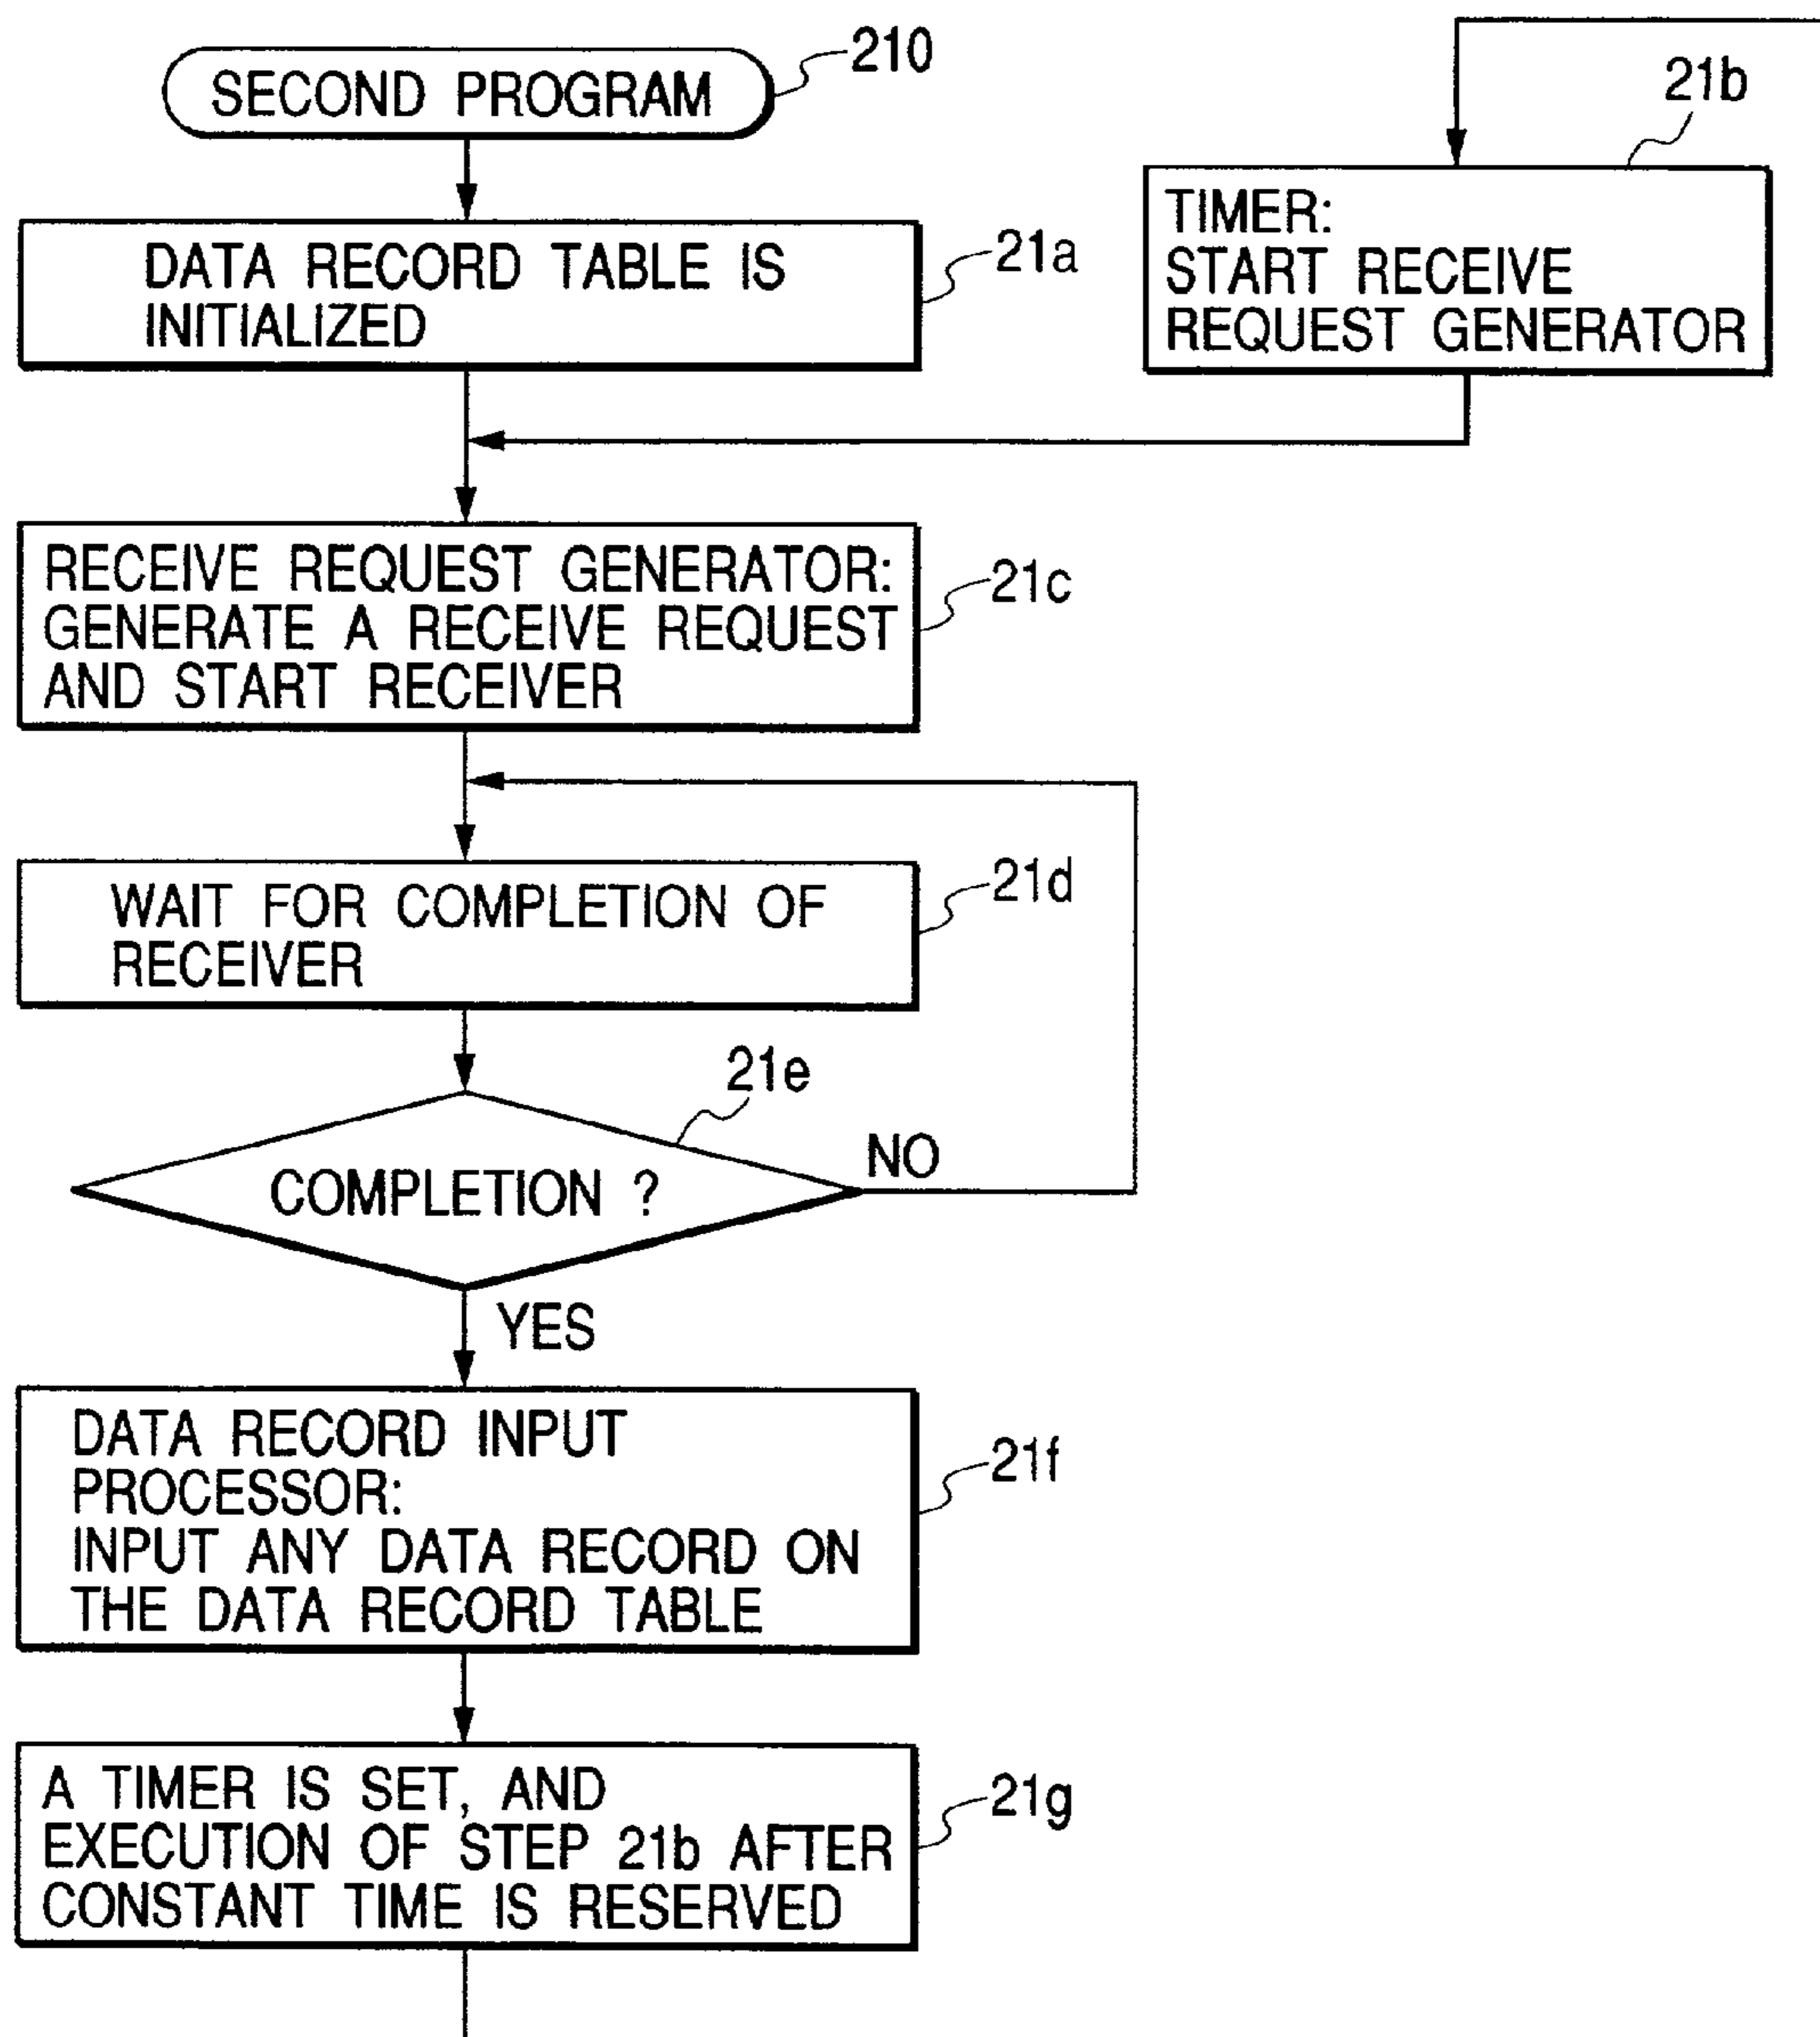 SECOND PROGRAM
210
DATA RECORD TABLE IS
INITIALIZED
21a
21b
TIMER:
START RECEIVE
REQUEST GENERATOR
RECEIVE REQUEST GENERATOR:
GENERATE A RECEIVE REQUEST
AND START RECEIVER
21c
WAIT FOR COMPLETION OF
RECEIVER
21d
21e
COMPLETION ?
NO
YES
DATA RECORD INPUT
PROCESSOR:
INPUT ANY DATA RECORD ON
THE DATA RECORD TABLE
21f
A TIMER IS SET, AND
EXECUTION OF STEP 21b AFTER
CONSTANT TIME IS RESERVED
21g